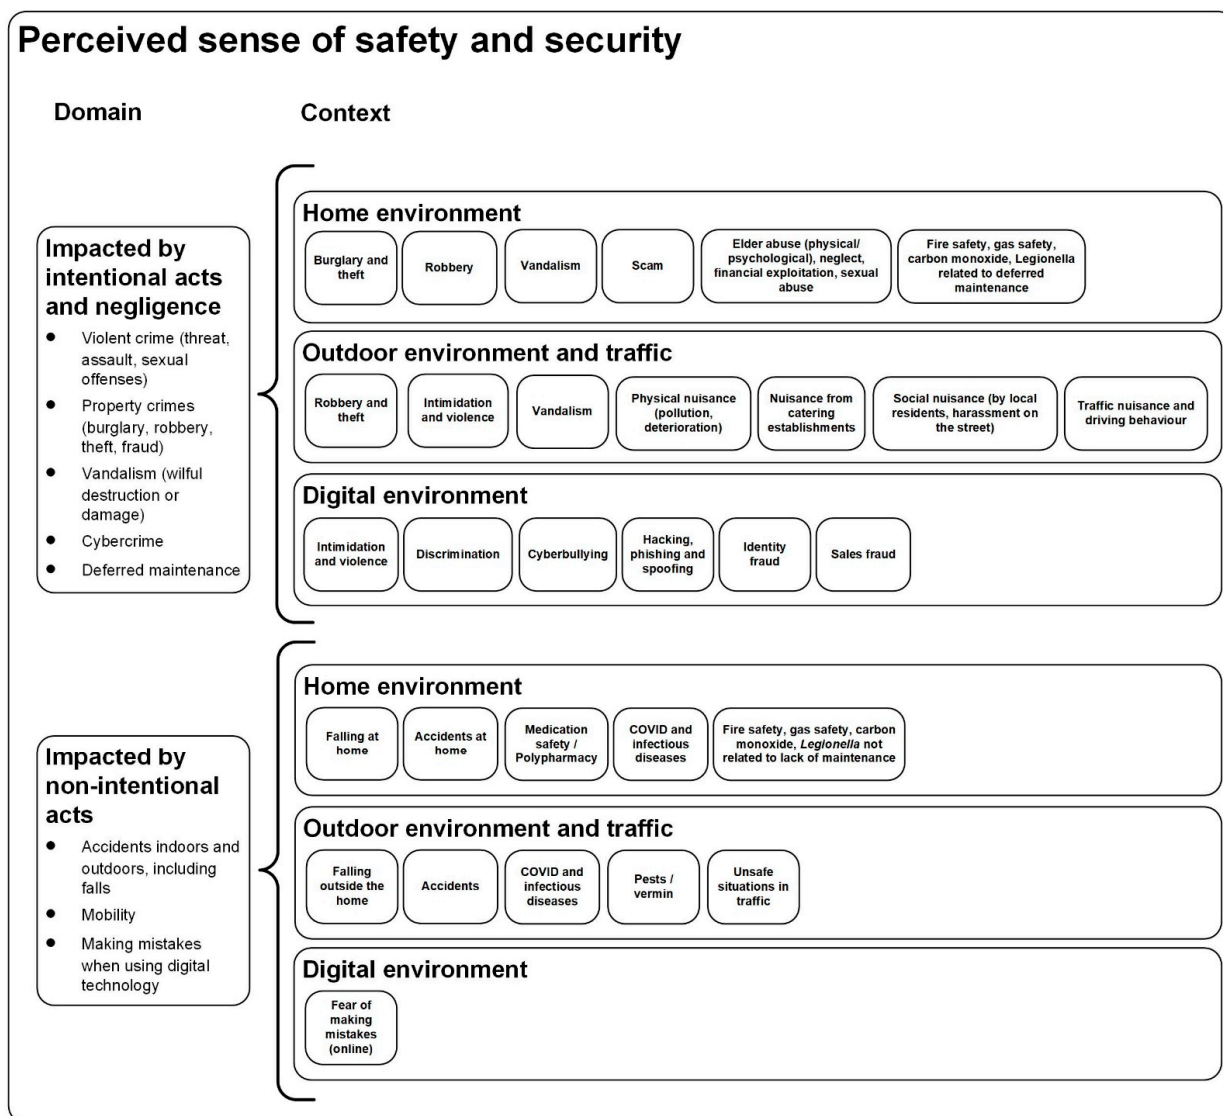 Perceived sense of safety and security
Domain
Context
Impacted by
intentional acts
and negligence
● Violent crime (threat,
assault, sexual
offenses)
● Property crimes
(burglary, robbery,
theft, fraud)
● Vandalism (wilful
destruction or
damage)
● Cybercrime
● Deferred maintenance
Home environment
Burglary and
theft
Robbery
Vandalism
Scam
Elder abuse (physical/
psychological), neglect,
financial exploitation, sexual
abuse
Fire safety, gas safety,
carbon monoxide, Legionella
related to deferred
maintenance
Outdoor environment and traffic
Robbery and
theft
Intimidation
and violence
Vandalism
Physical nuisance
(pollution,
deterioration)
Nuisance from
catering
establishments
Social nuisance (by local
residents, harassment on
the street)
Traffic nuisance and
driving behaviour
Digital environment
Intimidation
and violence
Discrimination
Cyberbullying
Hacking,
phishing and
spoofing
Identity
fraud
Sales fraud
Impacted by
non-intentional
acts
● Accidents indoors and
outdoors, including
falls
● Mobility
● Making mistakes
when using digital
technology
Home environment
Falling at
home
Accidents at
home
Medication
safety /
Polypharmacy
COVID and
infectious
diseases
Fire safety, gas safety, carbon
monoxide, Legionella not
related to lack of maintenance
Outdoor environment and traffic
Falling
outside the
home
Accidents
COVID and
infectious
diseases
Pests /
vermin
Unsafe
situations in
traffic
Digital environment
Fear of
making
mistakes
(online)